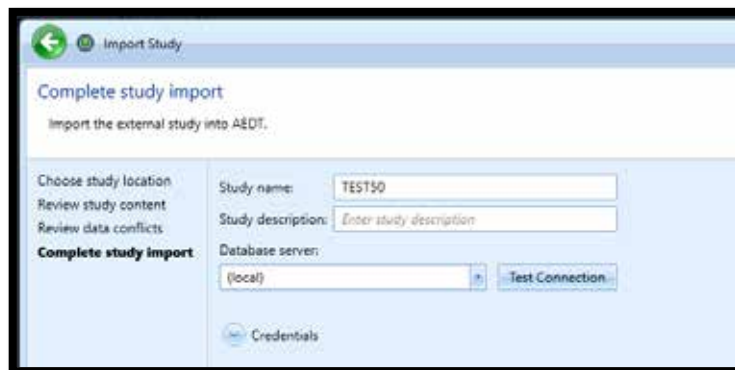 Import Study
Complete study import
Import the external study into AEDT.
Choose study location
Review study content
Review data conflicts
Complete study import
Study name: TEST50
Study description: Enter study description
Database server:
(local) Test Connection
Credentials